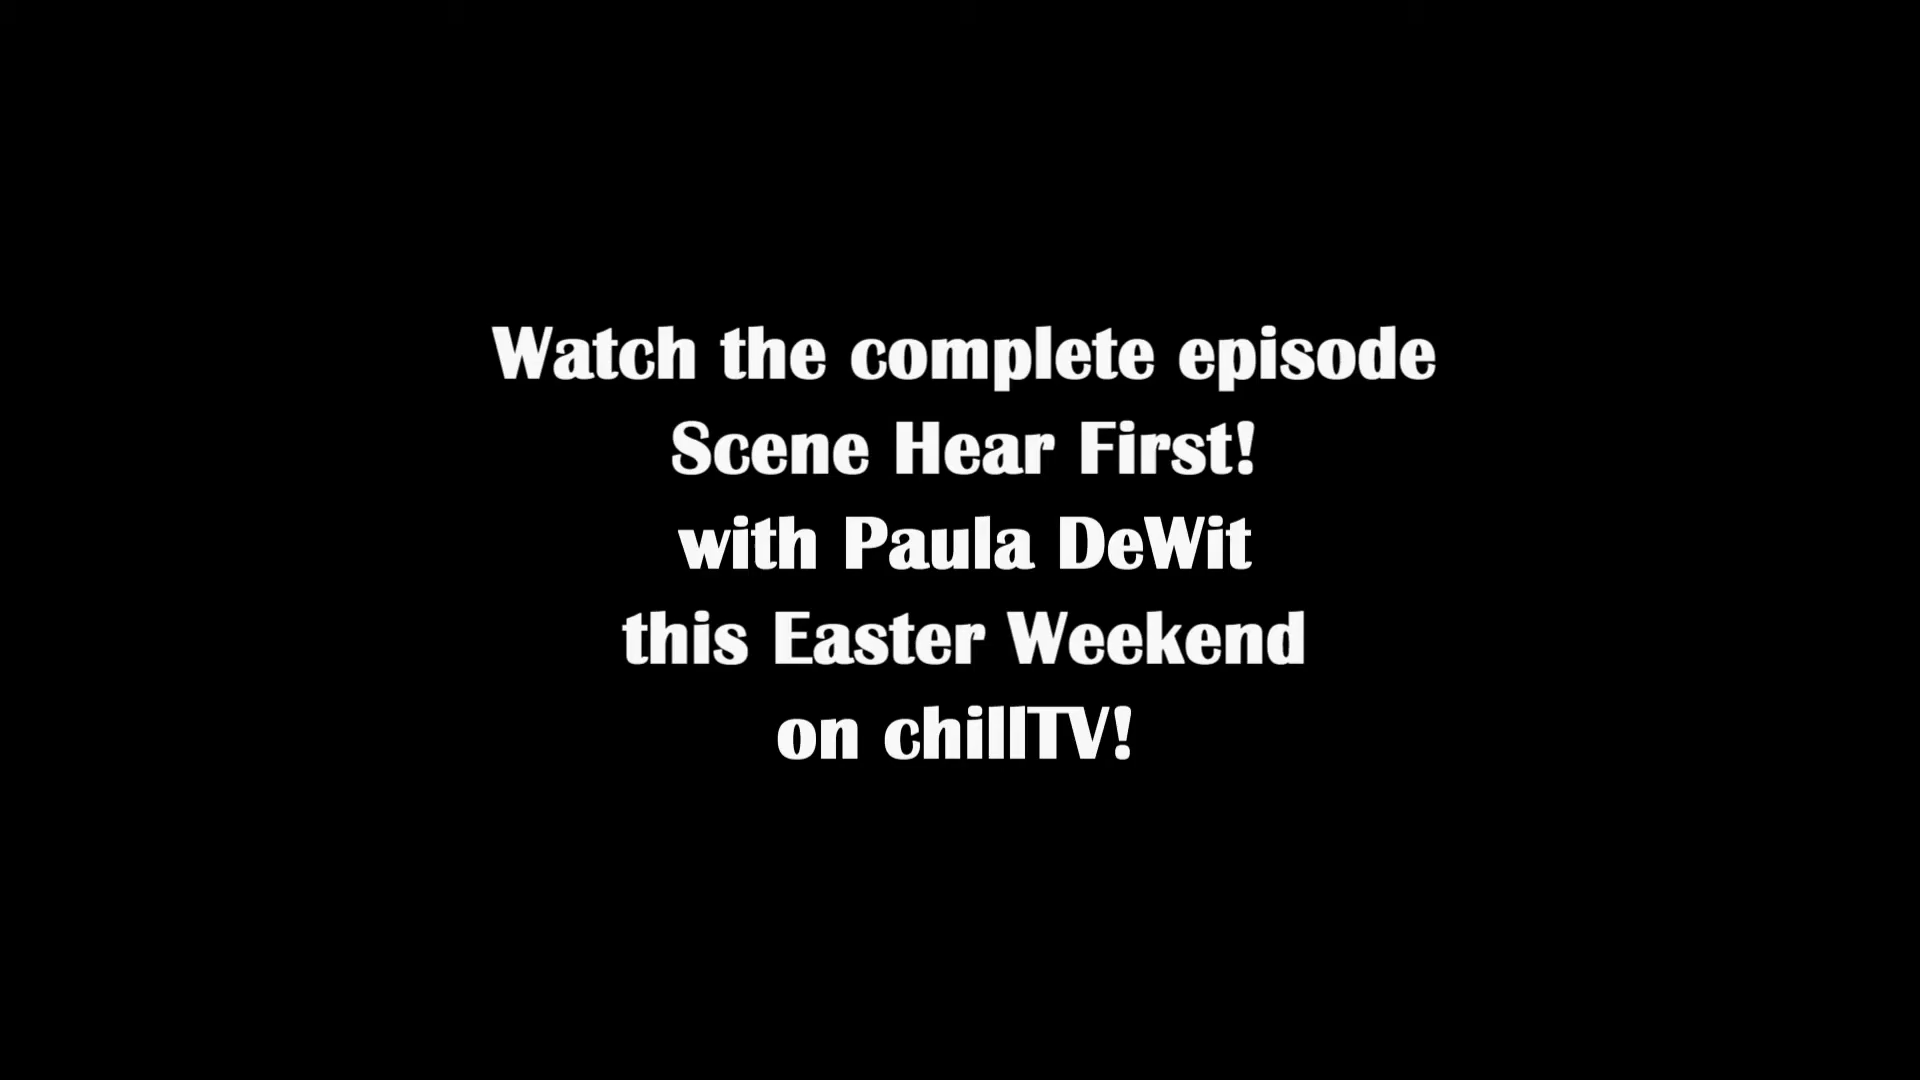 Watch the complete episode
Scene Hear First!
with Paula DeWit
this Easter Weekend
on chillTV!